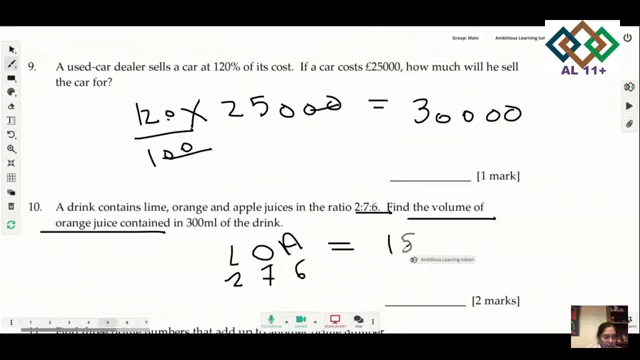 Group: Main Ambitious Learning tuition
AL 11+
9. A used-car dealer sells a car at 120% of its cost. If a car costs £25000, how much will he sell
the car for?
120/100 X 25000 = 30000
[1 mark]
10. A drink contains lime, orange and apple juices in the ratio 2:7:6. Find the volume of
orange juice contained in 300ml of the drink.
L O A = 15
2 7 6
Ambitious Learning tuition
[2 marks]